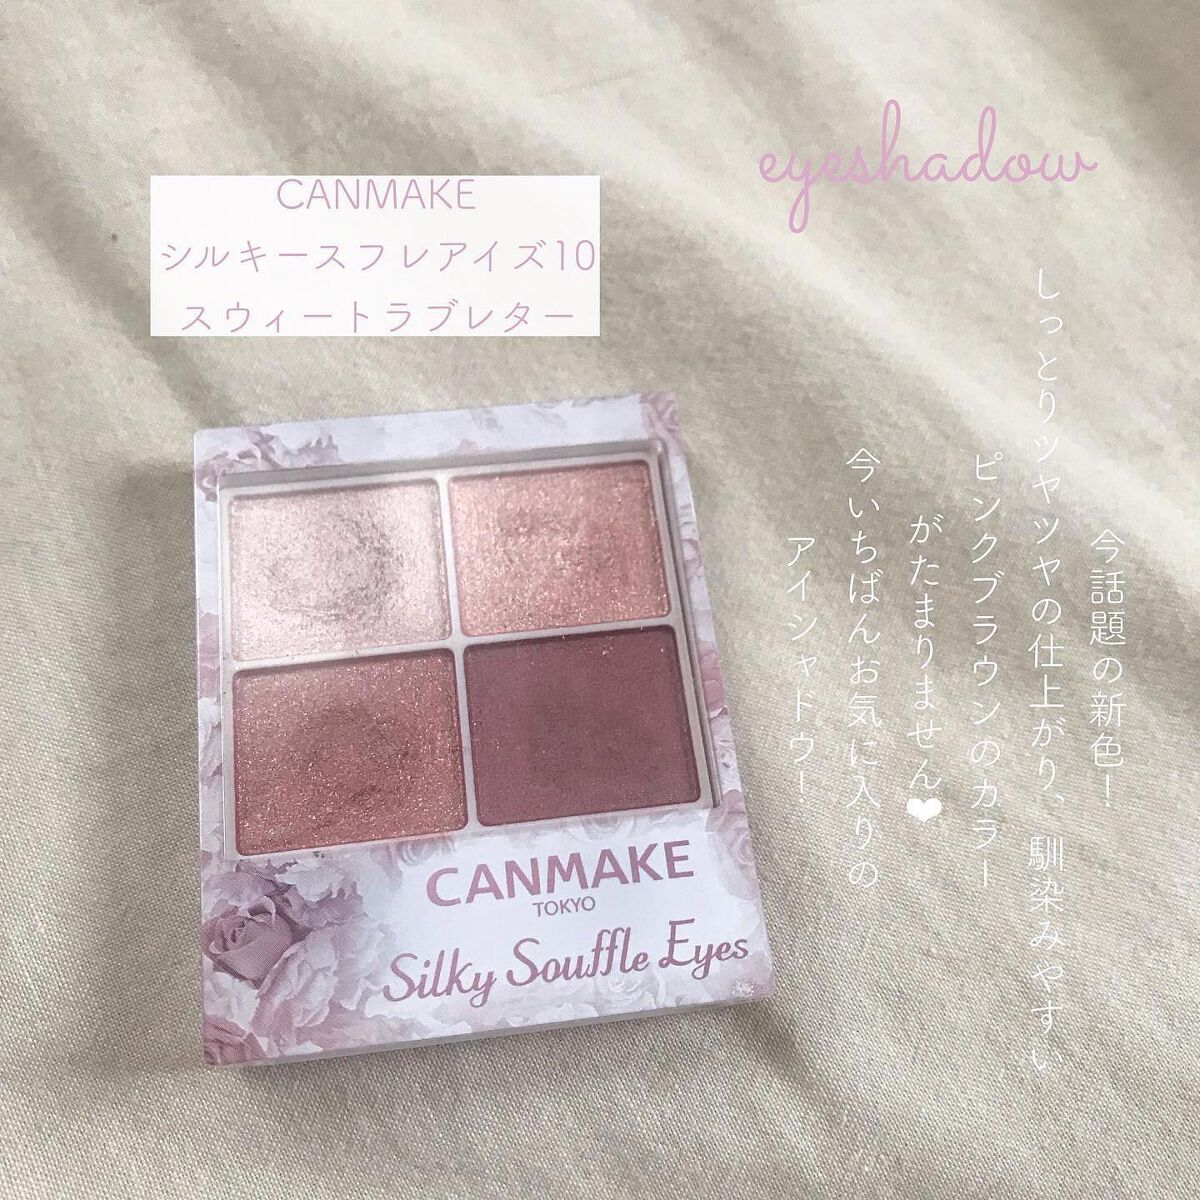 eyeshadow
CANMAKE
シルキースフレアイズ10
スウィートラブレター
今話題の新色!
しっとりツヤツヤの仕上がり、馴染みやすい
ピンクブラウンのカラー
がたまりません❤
今いちばんお気に入りの
アイシャドウ!
CANMAKE
TOKYO
Silky Souffle Eyes